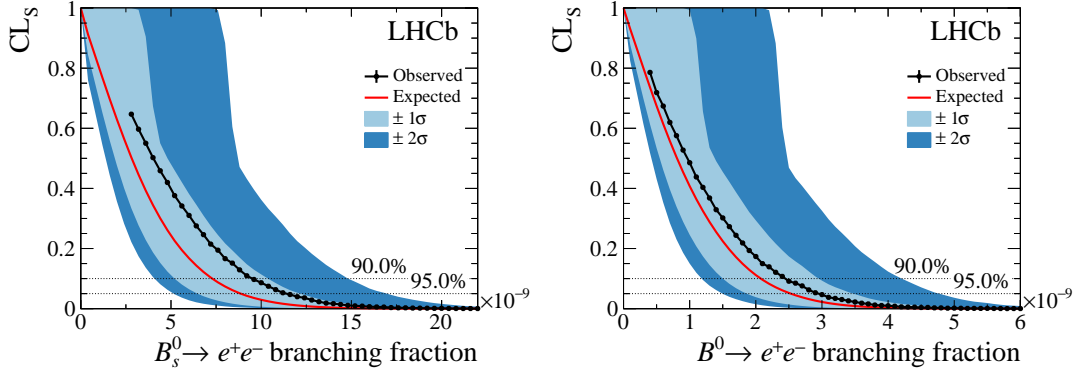 CL_S
1
0.8
0.6
0.4
0.2
0
LHCb
Observed
Expected
± 1σ
± 2σ
90.0%
95.0%
0 5 10 15 20
×10⁻⁹
B⁰ₛ → e⁺e⁻ branching fraction
CL_S
1
0.8
0.6
0.4
0.2
0
LHCb
Observed
Expected
± 1σ
± 2σ
90.0%
95.0%
0 1 2 3 4 5 6
×10⁻⁹
B⁰ → e⁺e⁻ branching fraction